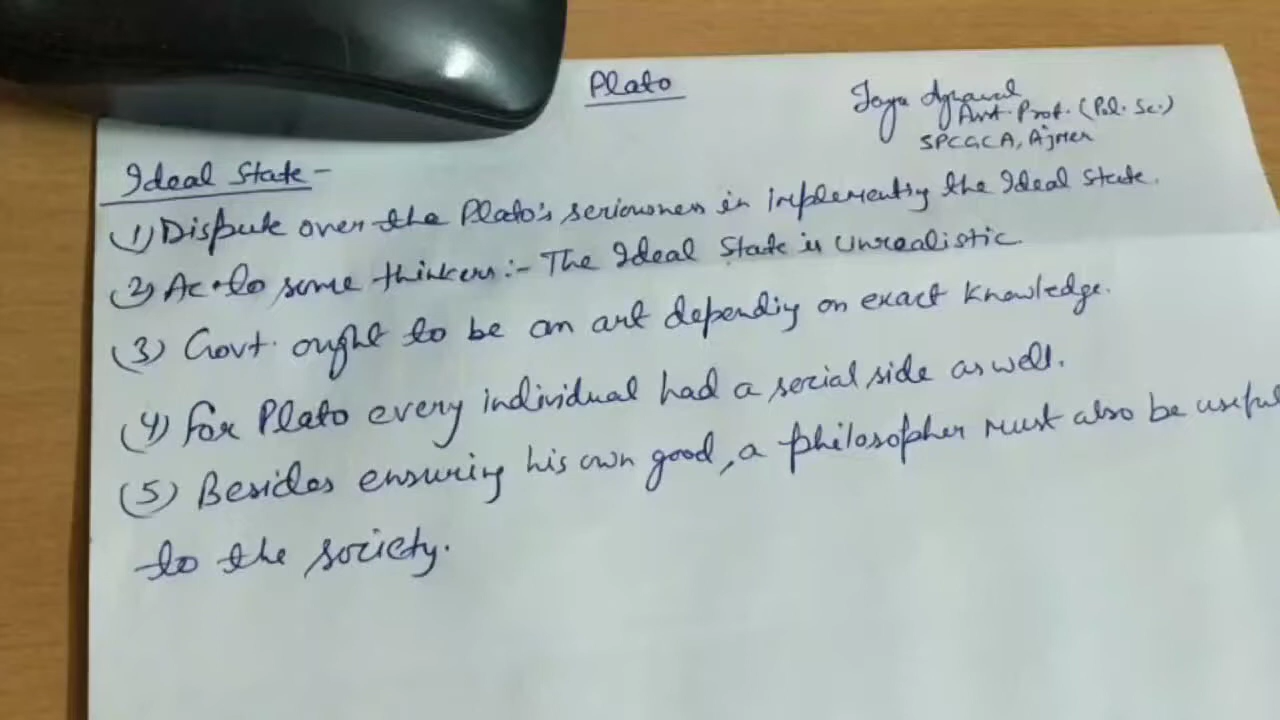 Plato
Jaya Agrawal
Asst. Prof. (Pol. Sc.)
SPCGCA, Ajmer
Ideal State -
(1) Dispute over the Plato's seriousness in implementing the Ideal State.
(2) Ac. to some thinkers :- The Ideal State is Unrealistic.
(3) Govt. ought to be an art depending on exact knowledge.
(4) For Plato every individual had a social side as well.
(5) Besides ensuring his own good, a philosopher must also be useful
to the society.